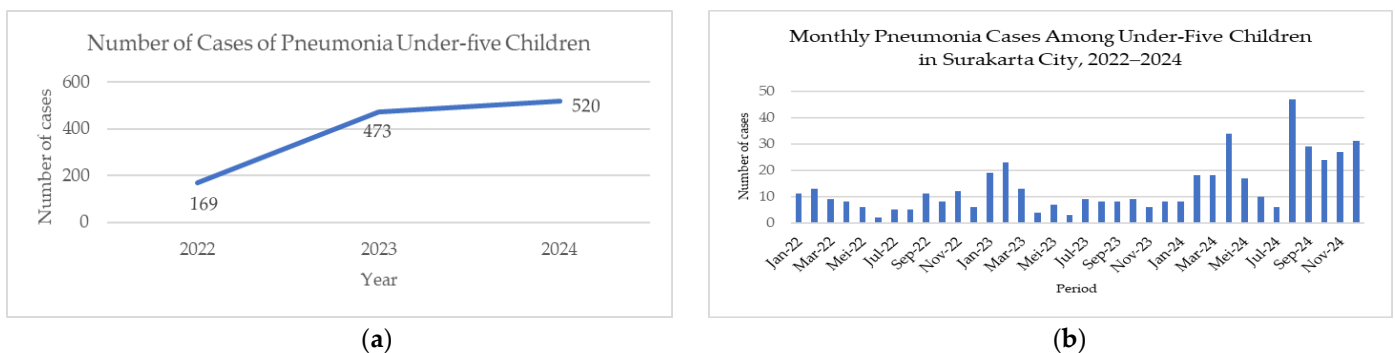 Number of Cases of Pneumonia Under-five Children
Number of cases
600
400
200
0
169
473
520
2022
2023
2024
Year
(a)
Monthly Pneumonia Cases Among Under-Five Children
in Surakarta City, 2022–2024
Number of cases
50
40
30
20
10
0
Jan-22
Mar-22
Mei-22
Jul-22
Sep-22
Nov-22
Jan-23
Mar-23
Mei-23
Jul-23
Sep-23
Nov-23
Jan-24
Mar-24
Mei-24
Jul-24
Sep-24
Nov-24
Period
(b)